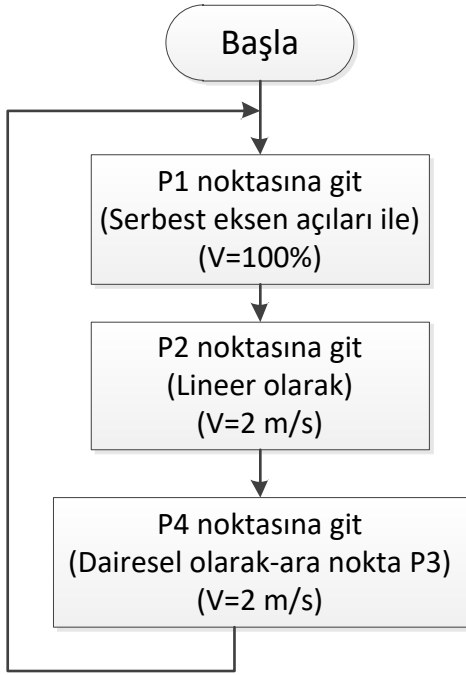 Başla
P1 noktasına git
(Serbest eksen açıları ile)
(V=100%)
P2 noktasına git
(Lineer olarak)
(V=2 m/s)
P4 noktasına git
(Dairesel olarak-ara nokta P3)
(V=2 m/s)